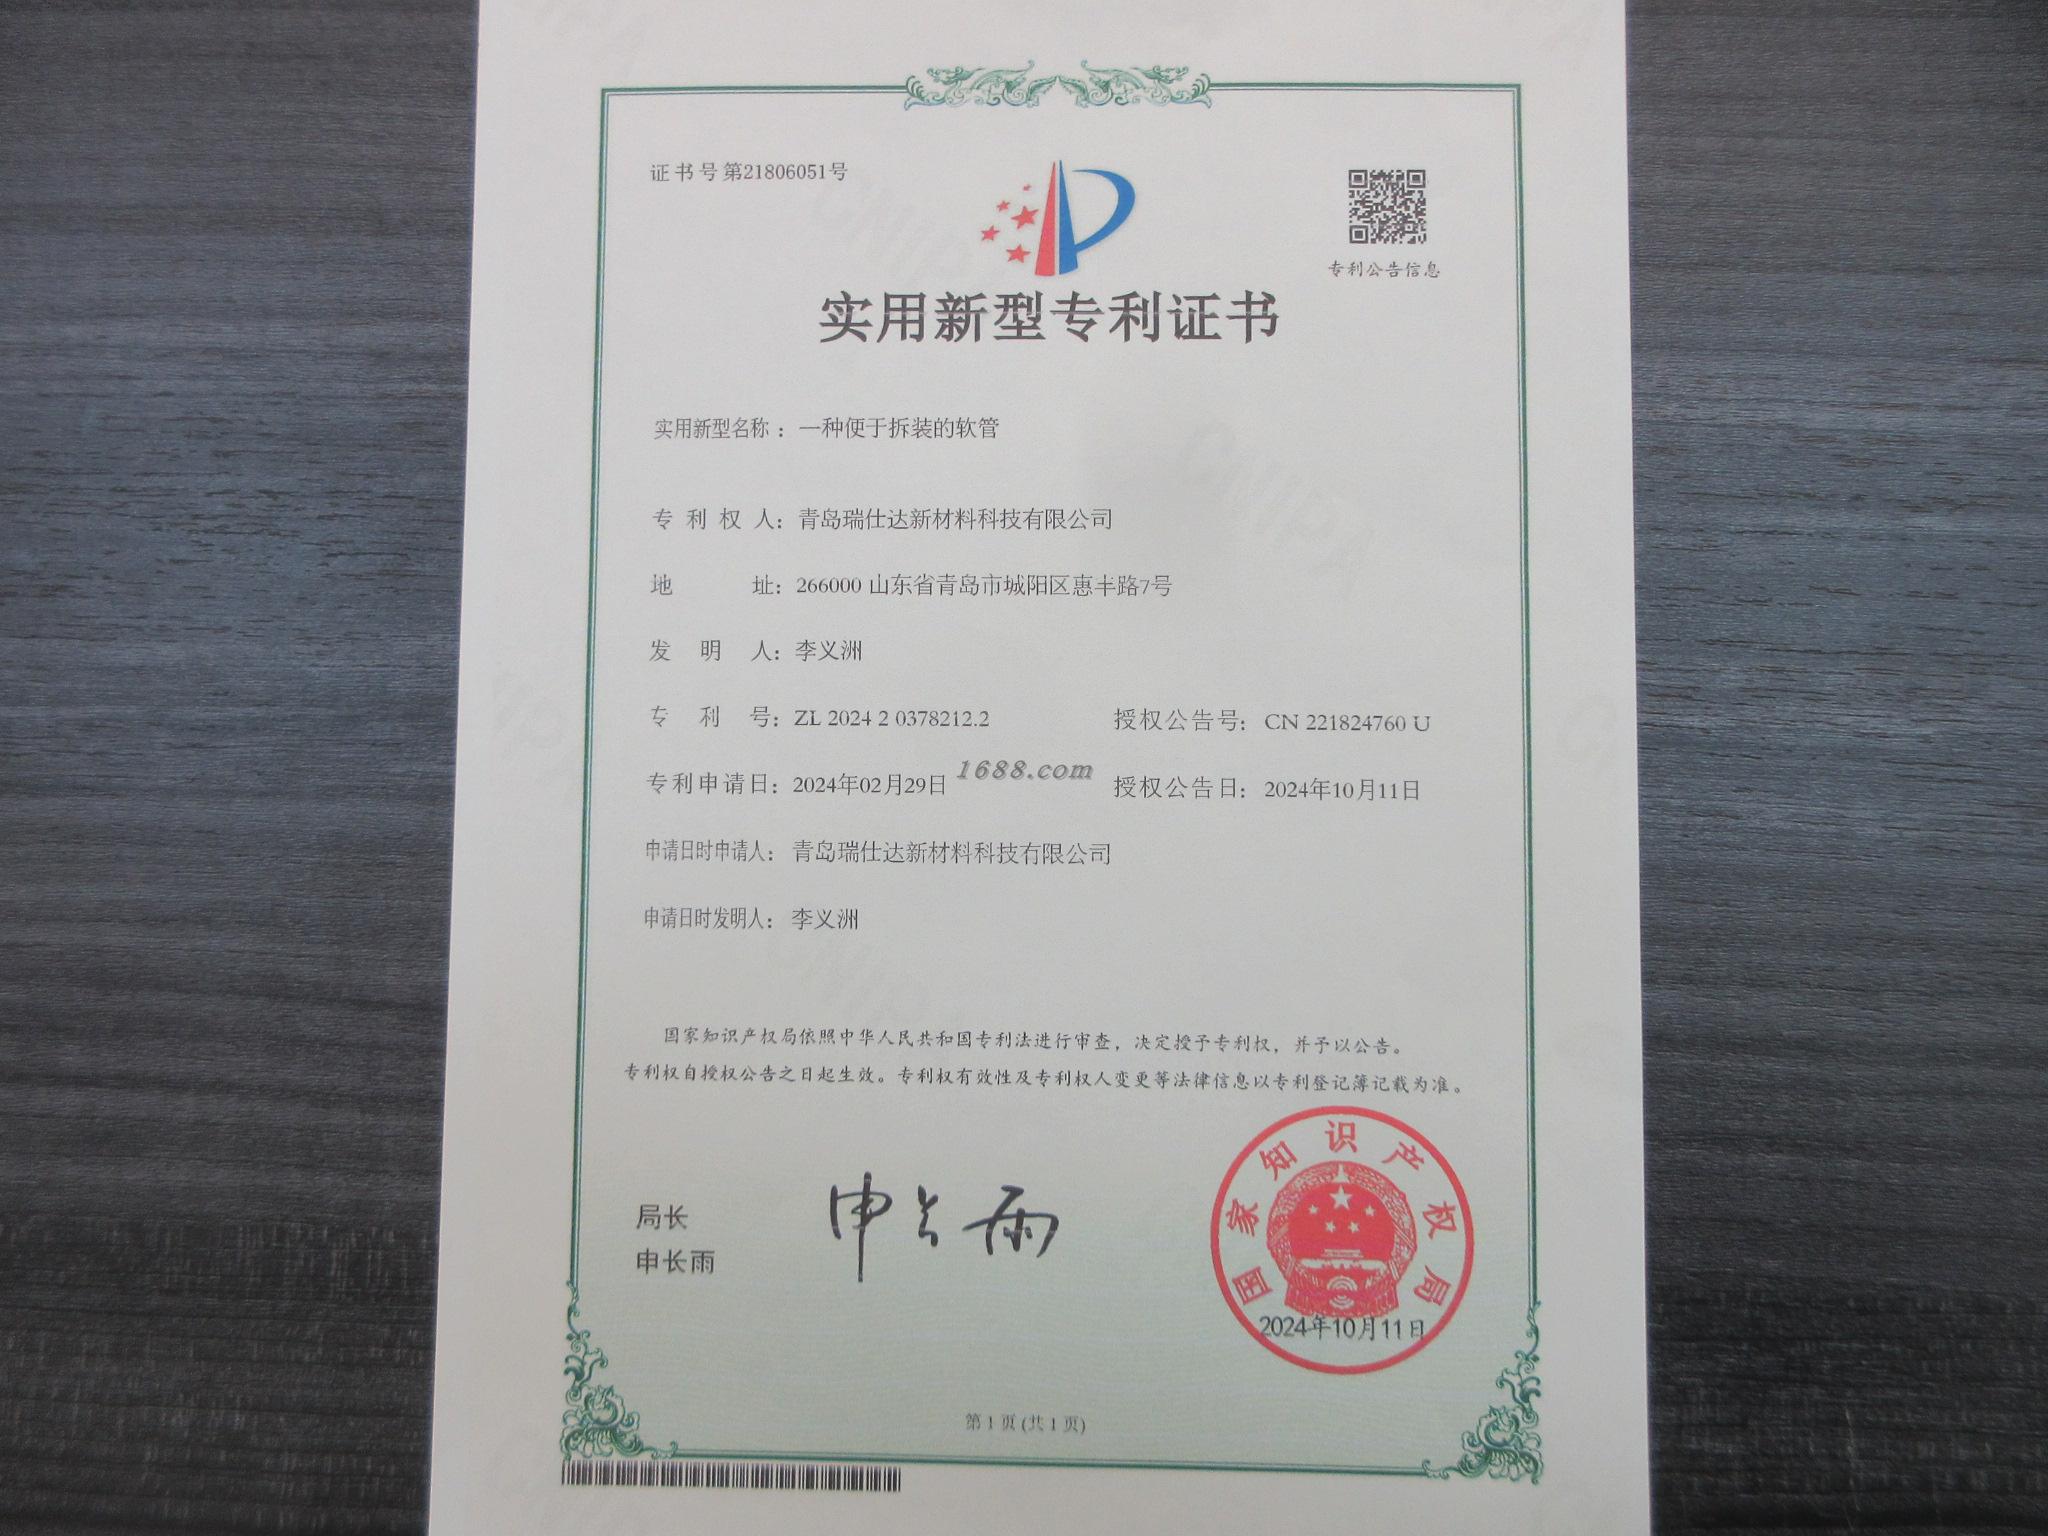 证书号第21806051号
专利公告信息
实用新型专利证书
实用新型名称：一种便于拆装的软管
专利权人：青岛瑞仕达新材料科技有限公司
地址：266000 山东省青岛市城阳区惠丰路7号
发明人：李义洲
专利号：ZL 2024 2 0378212.2 授权公告号：CN 221824760 U
专利申请日：2024年02月29日 授权公告日：2024年10月11日
1688.com
申请日时申请人：青岛瑞仕达新材料科技有限公司
申请日时发明人：李义洲
国家知识产权局依照中华人民共和国专利法进行审查，决定授予专利权，并予以公告。
专利权自授权公告之日起生效。专利权有效性及专利权人变更等法律信息以专利登记簿记载为准。
局长
申长雨
申长雨
国家知识产权局
2024年10月11日
第1页(共1页)
CNIPA
CNIPA
CNIPA